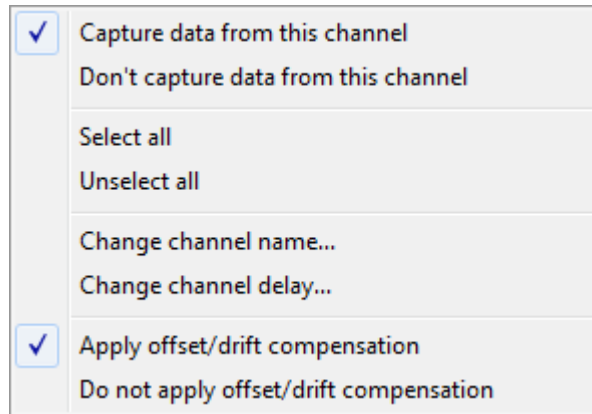 Capture data from this channel
Don't capture data from this channel
Select all
Unselect all
Change channel name...
Change channel delay...
Apply offset/drift compensation
Do not apply offset/drift compensation